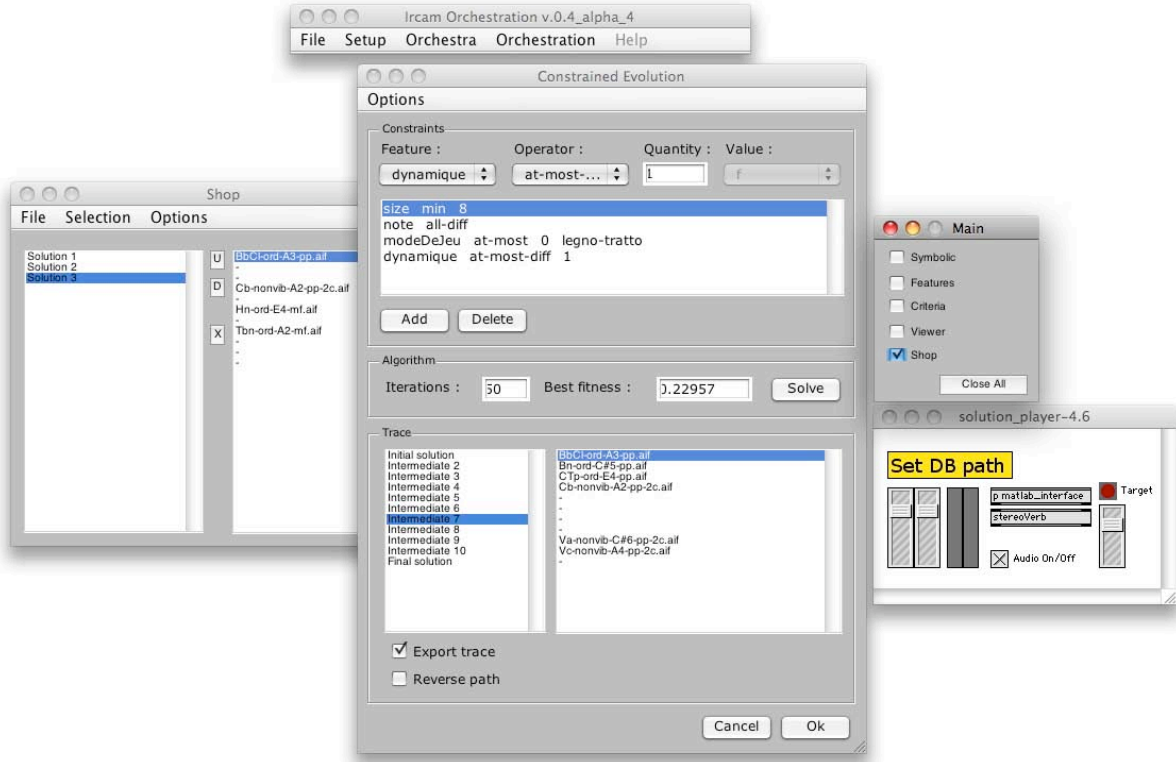 Ircam Orchestration v.0.4_alpha_4
File Setup Orchestra Orchestration Help
Constrained Evolution
Options
Constraints
Feature : Operator : Quantity : Value :
dynamique at-most-... 1 f
size min 8
note all-diff
modeDeJeu at-most 0 legno-tratto
dynamique at-most-diff 1
Add Delete
Algorithm
Iterations : 50 Best fitness : 0.22957 Solve
Trace
Initial solution
Intermediate 2
Intermediate 3
Intermediate 4
Intermediate 5
Intermediate 6
Intermediate 7
Intermediate 8
Intermediate 9
Intermediate 10
Final solution
BbCl-ord-A3-pp.aif
Bn-ord-C#5-pp.aif
CTp-ord-E4-pp.aif
Cb-nonvib-A2-pp-2c.aif
-
-
-
-
Va-nonvib-C#6-pp-2c.aif
Vc-nonvib-A4-pp-2c.aif
-
Export trace
Reverse path
Cancel Ok
Shop
File Selection Options
Solution 1
Solution 2
Solution 3
U
D
X
BbCl-ord-A3-pp.aif
-
-
Cb-nonvib-A2-pp-2c.aif
-
Hn-ord-E4-mf.aif
-
Tbn-ord-A2-mf.aif
-
-
-
Main
Symbolic
Features
Criteria
Viewer
Shop
Close All
solution_player-4.6
Set DB path
p matlab_interface
stereoVerb
Target
Audio On/Off